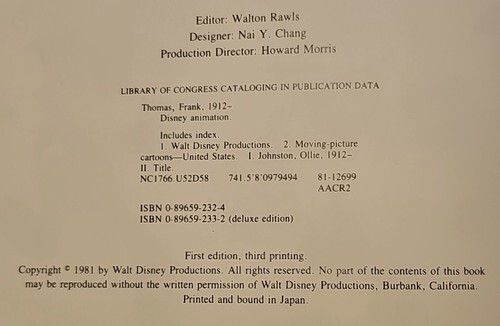 Editor: Walton Rawls
Designer: Nai Y. Chang
Production Director: Howard Morris
LIBRARY OF CONGRESS CATALOGING IN PUBLICATION DATA
Thomas, Frank, 1912–
Disney animation.
Includes index.
1. Walt Disney Productions. 2. Moving-picture
cartoons—United States. I. Johnston, Ollie, 1912–
II. Title.
NC1766.U52D58 741.5'8'0979494 81-12699
AACR2
ISBN 0-89659-232-4
ISBN 0-89659-233-2 (deluxe edition)
First edition, third printing.
Copyright © 1981 by Walt Disney Productions. All rights reserved. No part of the contents of this book
may be reproduced without the written permission of Walt Disney Productions, Burbank, California.
Printed and bound in Japan.